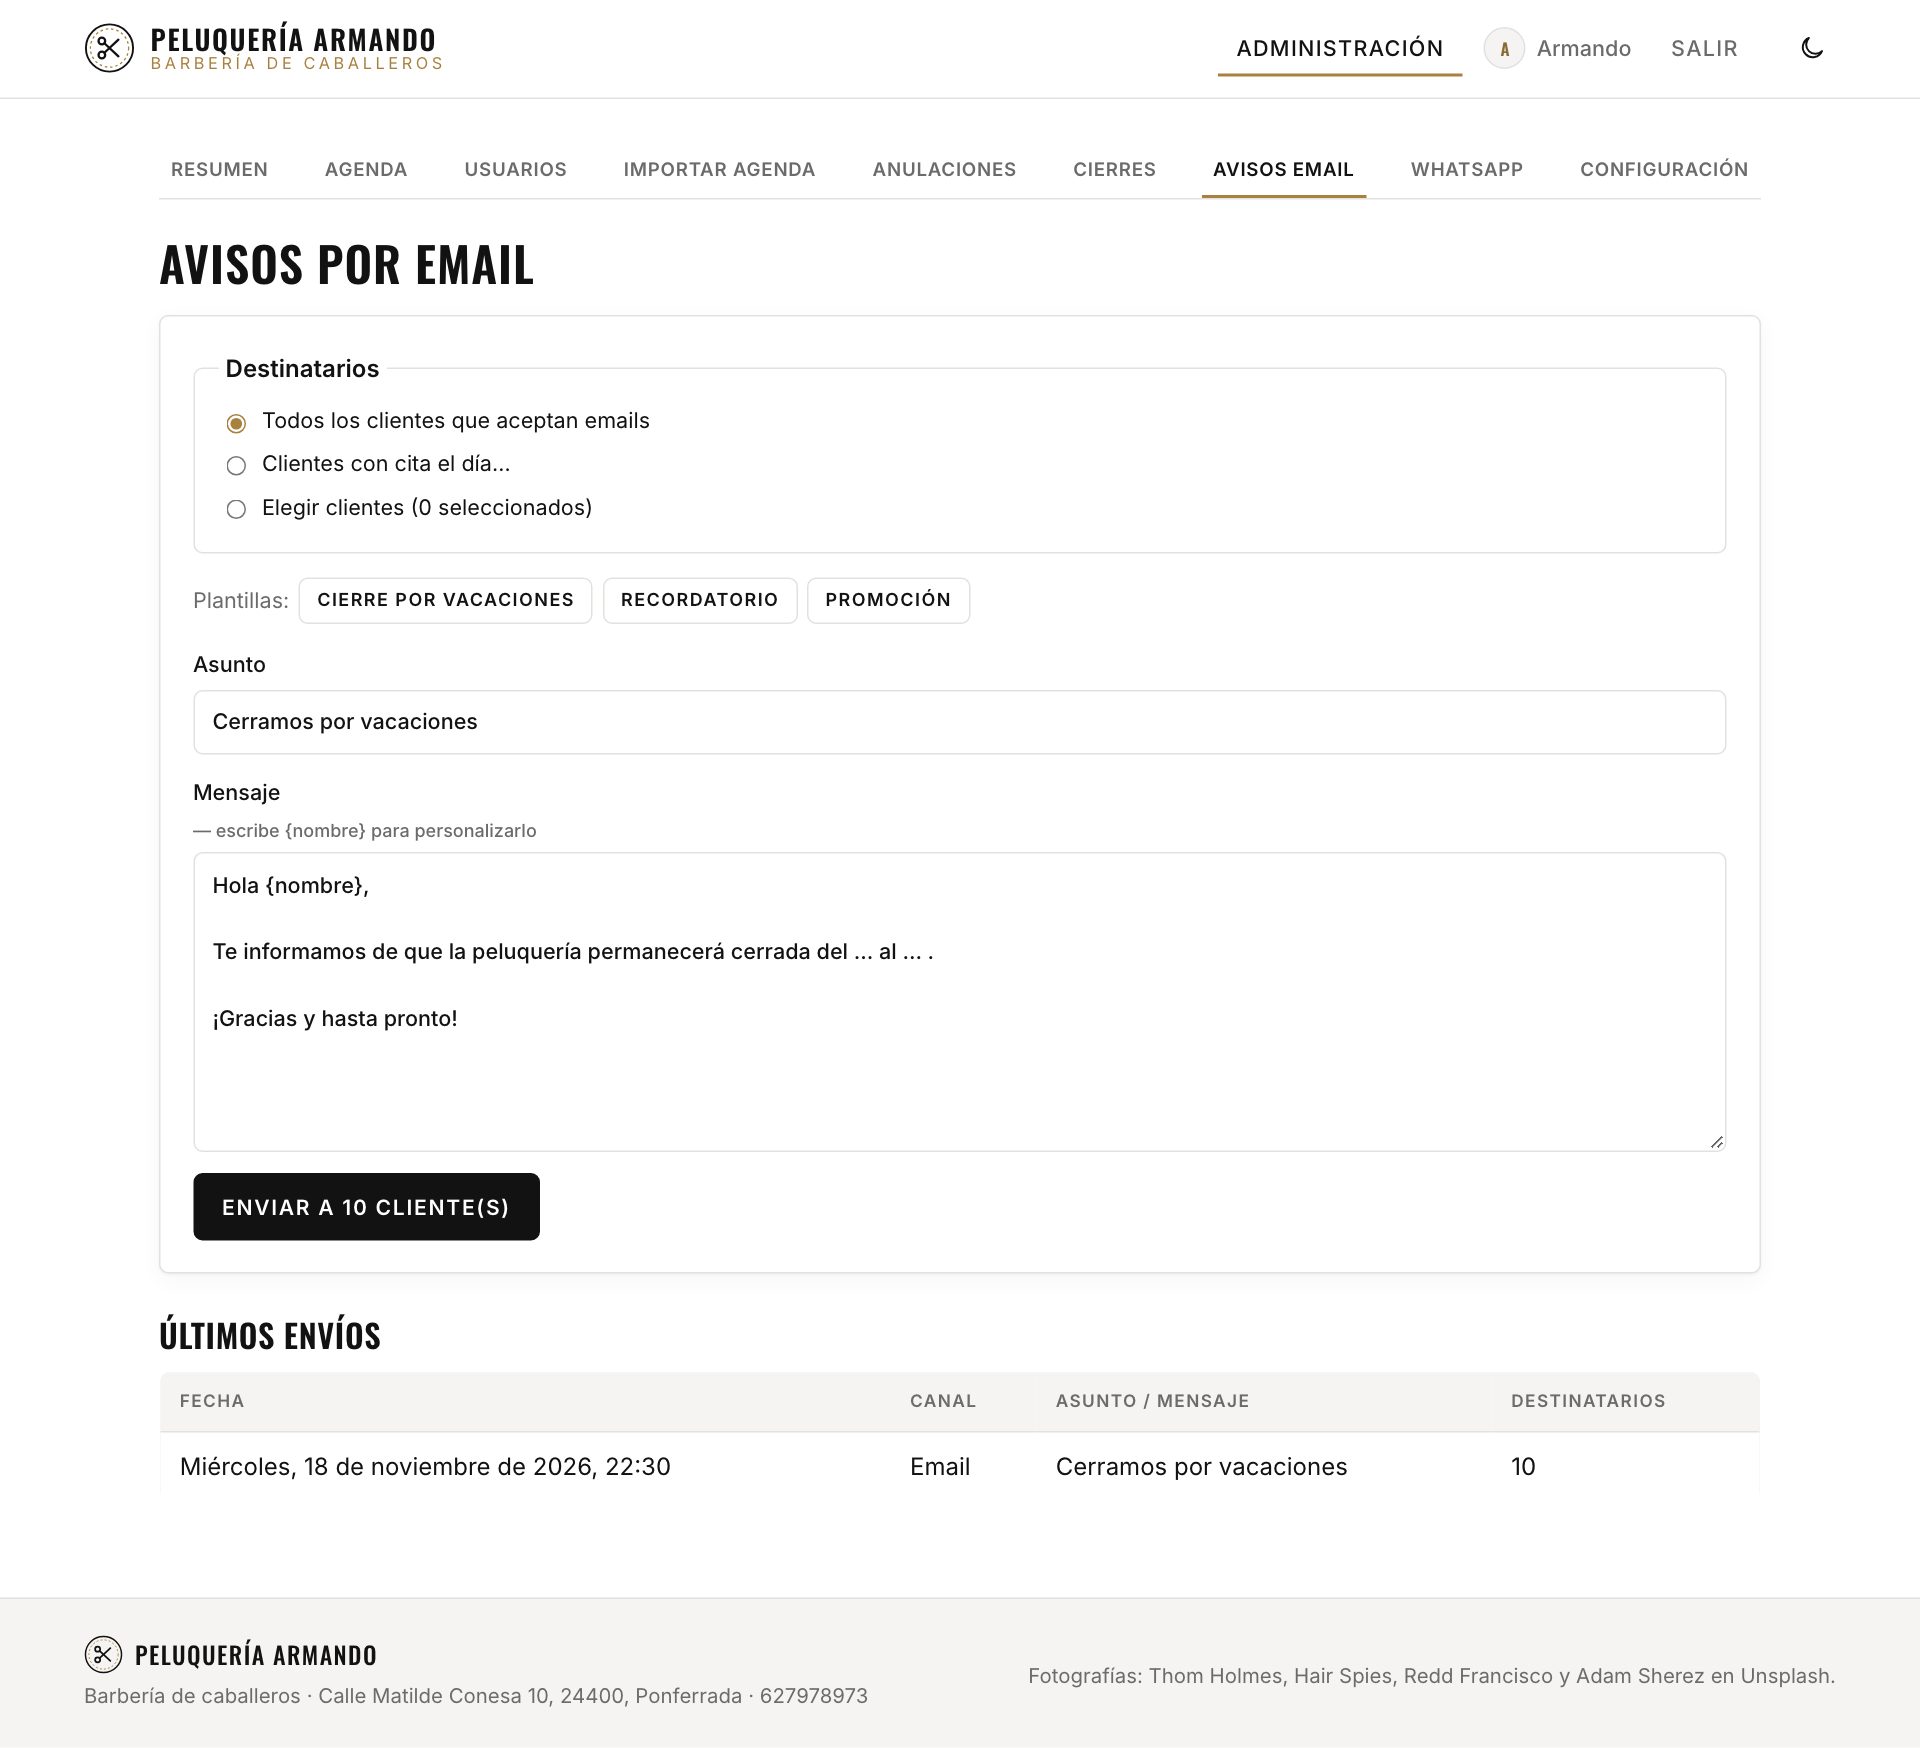 PELUQUERÍA ARMANDO
BARBERÍA DE CABALLEROS
ADMINISTRACIÓN
A
Armando
SALIR
RESUMEN
AGENDA
USUARIOS
IMPORTAR AGENDA
ANULACIONES
CIERRES
AVISOS EMAIL
WHATSAPP
CONFIGURACIÓN
AVISOS POR EMAIL
Destinatarios
Todos los clientes que aceptan emails
Clientes con cita el día...
Elegir clientes (0 seleccionados)
Plantillas:
CIERRE POR VACACIONES
RECORDATORIO
PROMOCIÓN
Asunto
Cerramos por vacaciones
Mensaje
— escribe {nombre} para personalizarlo
Hola {nombre},
Te informamos de que la peluquería permanecerá cerrada del ... al ... .
¡Gracias y hasta pronto!
ENVIAR A 10 CLIENTE(S)
ÚLTIMOS ENVÍOS
FECHA
CANAL
ASUNTO / MENSAJE
DESTINATARIOS
Miércoles, 18 de noviembre de 2026, 22:30
Email
Cerramos por vacaciones
10
PELUQUERÍA ARMANDO
Barbería de caballeros · Calle Matilde Conesa 10, 24400, Ponferrada · 627978973
Fotografías: Thom Holmes, Hair Spies, Redd Francisco y Adam Sherez en Unsplash.